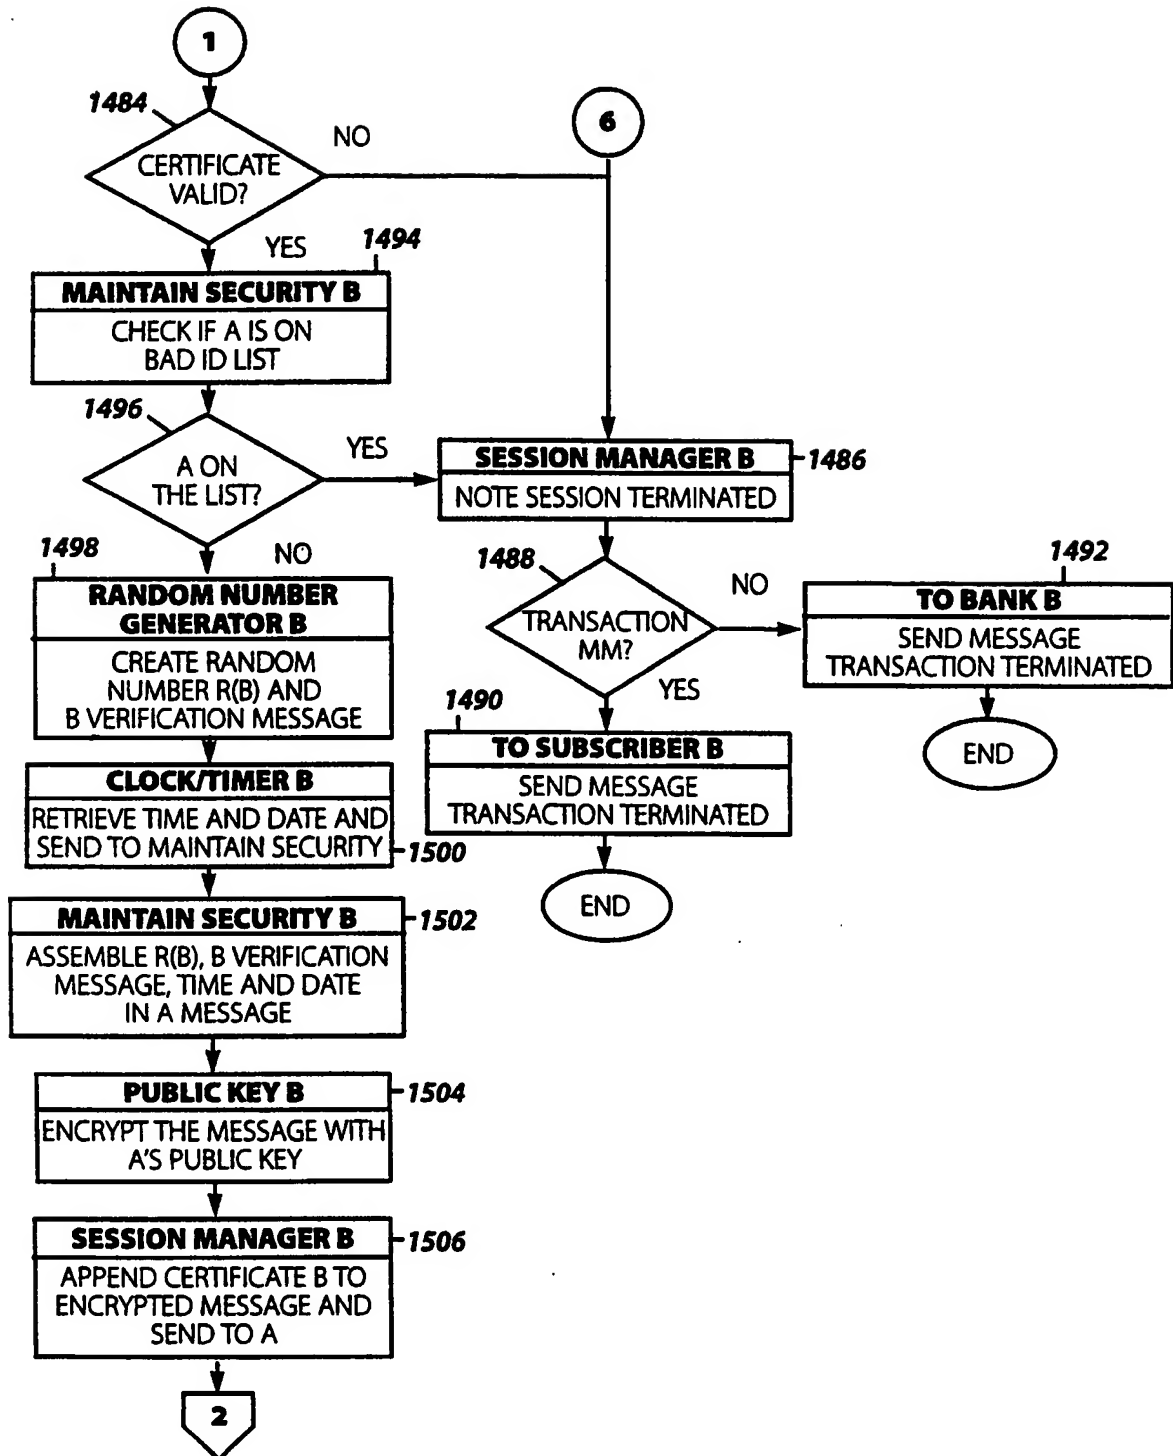 1
1484
CERTIFICATE
VALID?
NO
6
YES
1494
MAINTAIN SECURITY B
CHECK IF A IS ON
BAD ID LIST
1496
A ON
THE LIST?
YES
SESSION MANAGER B
1486
NOTE SESSION TERMINATED
NO
1498
RANDOM NUMBER
GENERATOR B
CREATE RANDOM
NUMBER R(B) AND
B VERIFICATION MESSAGE
1488
TRANSACTION
MM?
NO
1492
TO BANK B
SEND MESSAGE
TRANSACTION TERMINATED
END
YES
1490
TO SUBSCRIBER B
SEND MESSAGE
TRANSACTION TERMINATED
END
CLOCK/TIMER B
RETRIEVE TIME AND DATE AND
SEND TO MAINTAIN SECURITY
1500
MAINTAIN SECURITY B
1502
ASSEMBLE R(B), B VERIFICATION
MESSAGE, TIME AND DATE
IN A MESSAGE
PUBLIC KEY B
1504
ENCRYPT THE MESSAGE WITH
A'S PUBLIC KEY
SESSION MANAGER B
1506
APPEND CERTIFICATE B TO
ENCRYPTED MESSAGE AND
SEND TO A
2